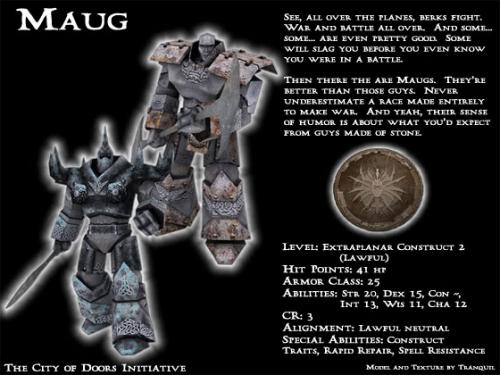 Maug
See, all over the planes, berks fight.
War and battle all over. And some...
some... are even pretty good. Some
will slag you before you even know
you were in a battle.
Then there the are Maugs. They're
better than those guys. Never
underestimate a race made entirely
to make war. And yeah, their sense
of humor is about what you'd expect
from guys made of stone.
Level: Extraplanar Construct 2
(Lawful)
Hit Points: 41 hp
Armor Class: 25
Abilities: Str 20, Dex 15, Con ~,
Int 13, Wis 11, Cha 12
CR: 3
Alignment: Lawful neutral
Special Abilities: Construct
Traits, Rapid Repair, Spell Resistance
The City of Doors Initiative
Model and Texture by Tranquil